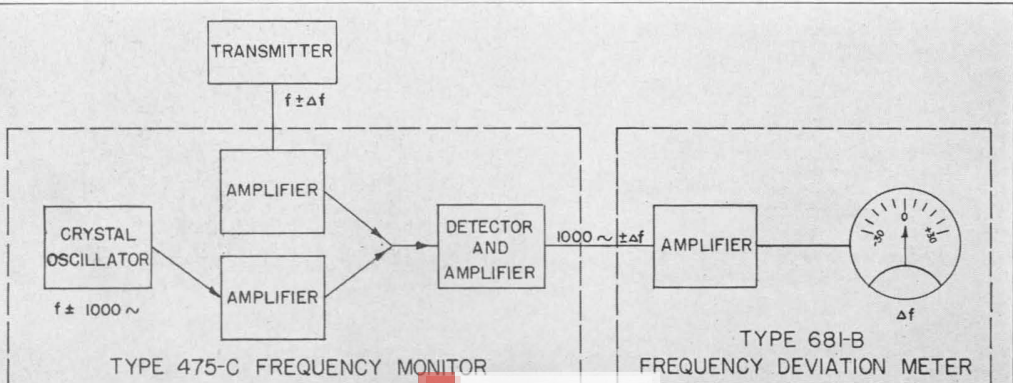 TRANSMITTER
f ± Δf
AMPLIFIER
CRYSTAL
OSCILLATOR
f ± 1000 ~
AMPLIFIER
DETECTOR
AND
AMPLIFIER
1000 ~ ± Δf
AMPLIFIER
-30
0
+30
Δf
TYPE 475-C FREQUENCY MONITOR
TYPE 681-B
FREQUENCY DEVIATION METER